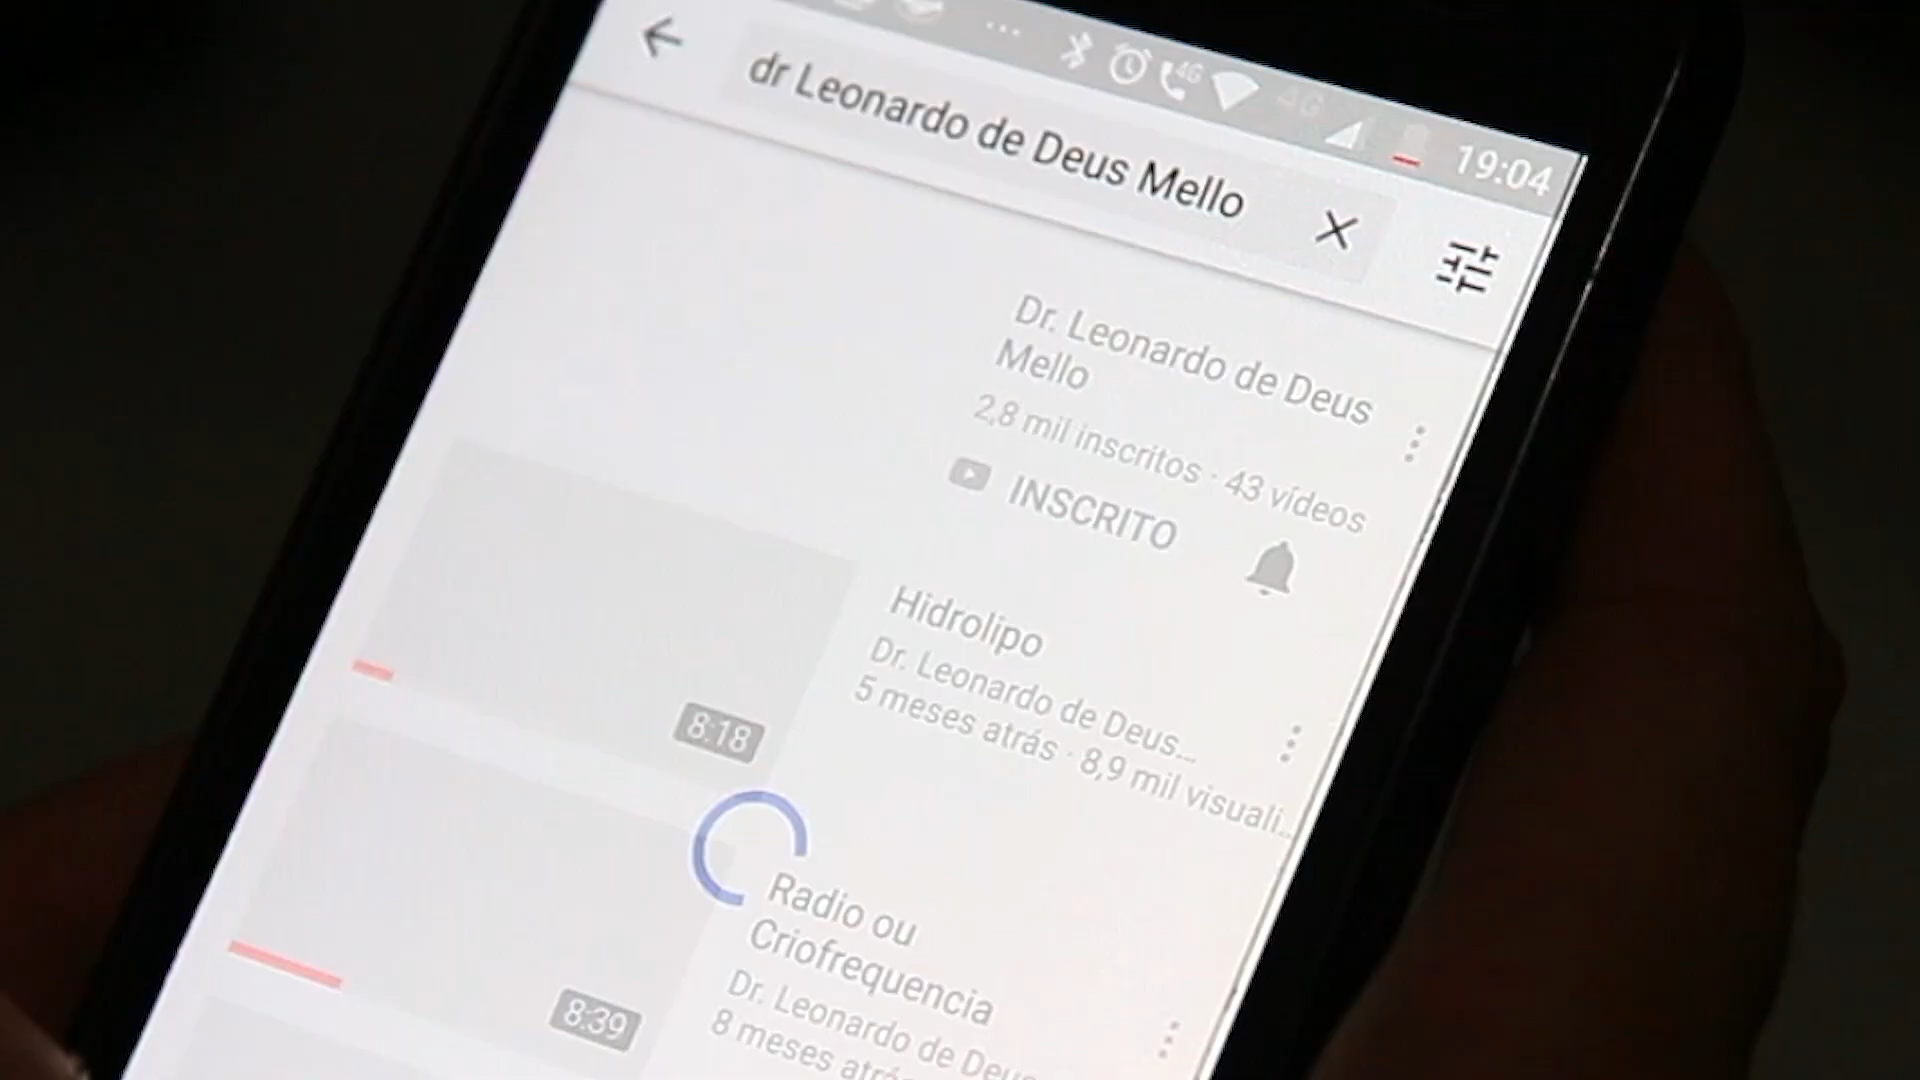 4G
4G
19:04
dr Leonardo de Deus Mello
Dr. Leonardo de Deus
Mello
2,8 mil inscritos · 43 vídeos
INSCRITO
Hidrolipo
Dr. Leonardo de Deus...
5 meses atrás · 8,9 mil visuali...
8:18
Radio ou
Criofrequencia
Dr. Leonardo de Deus
8 meses atrás
8:39